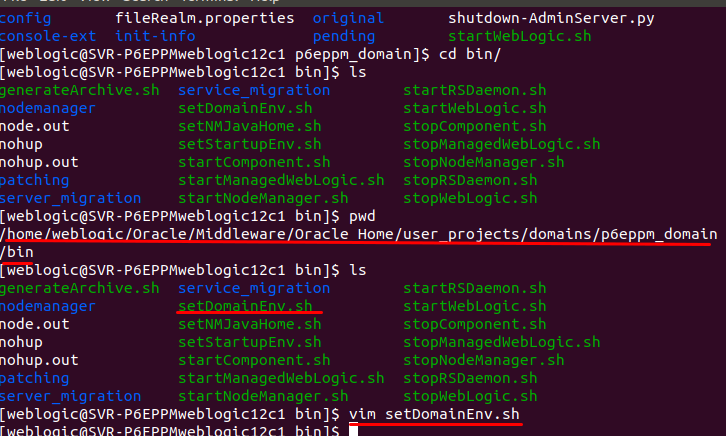 config       fileRealm.properties  original         shutdown-AdminServer.py
console-ext  init-info             pending          startWebLogic.sh
[weblogic@SVR-P6EPPMweblogic12c1 p6eppm_domain]$ cd bin/
[weblogic@SVR-P6EPPMweblogic12c1 bin]$ ls
generateArchive.sh  service_migration        startRSDaemon.sh
nodemanager         setDomainEnv.sh          startWebLogic.sh
node.out            setNMJavaHome.sh         stopComponent.sh
nohup               setStartupEnv.sh         stopManagedWebLogic.sh
nohup.out           startComponent.sh        stopNodeManager.sh
patching            startManagedWebLogic.sh  stopRSDaemon.sh
server_migration    startNodeManager.sh      stopWebLogic.sh
[weblogic@SVR-P6EPPMweblogic12c1 bin]$ pwd
/home/weblogic/Oracle/Middleware/Oracle_Home/user_projects/domains/p6eppm_domain
/bin
[weblogic@SVR-P6EPPMweblogic12c1 bin]$ ls
generateArchive.sh  service_migration        startRSDaemon.sh
nodemanager         setDomainEnv.sh          startWebLogic.sh
node.out            setNMJavaHome.sh         stopComponent.sh
nohup               setStartupEnv.sh         stopManagedWebLogic.sh
nohup.out           startComponent.sh        stopNodeManager.sh
patching            startManagedWebLogic.sh  stopRSDaemon.sh
server_migration    startNodeManager.sh      stopWebLogic.sh
[weblogic@SVR-P6EPPMweblogic12c1 bin]$ vim setDomainEnv.sh
[weblogic@SVR-P6EPPMweblogic12c1 bin]$